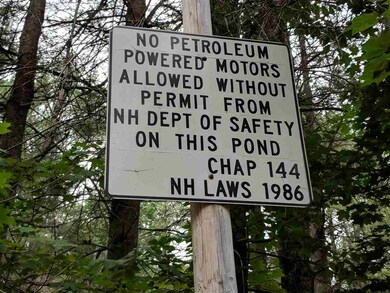 NO PETROLEUM
POWERED MOTORS
ALLOWED WITHOUT
PERMIT FROM
NH DEPT OF SAFETY
ON THIS POND
CHAP 144
NH LAWS 1986